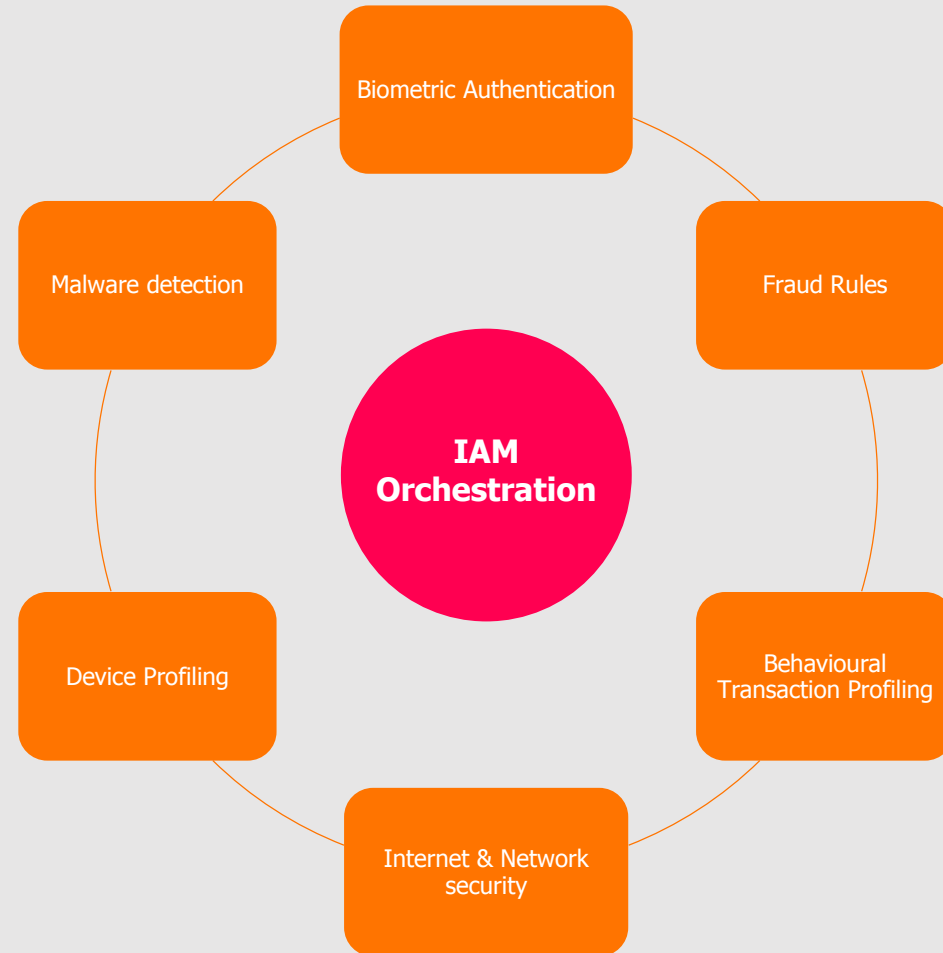 Biometric Authentication
Malware detection
Fraud Rules
IAM
Orchestration
Device Profiling
Behavioural
Transaction Profiling
Internet & Network
security